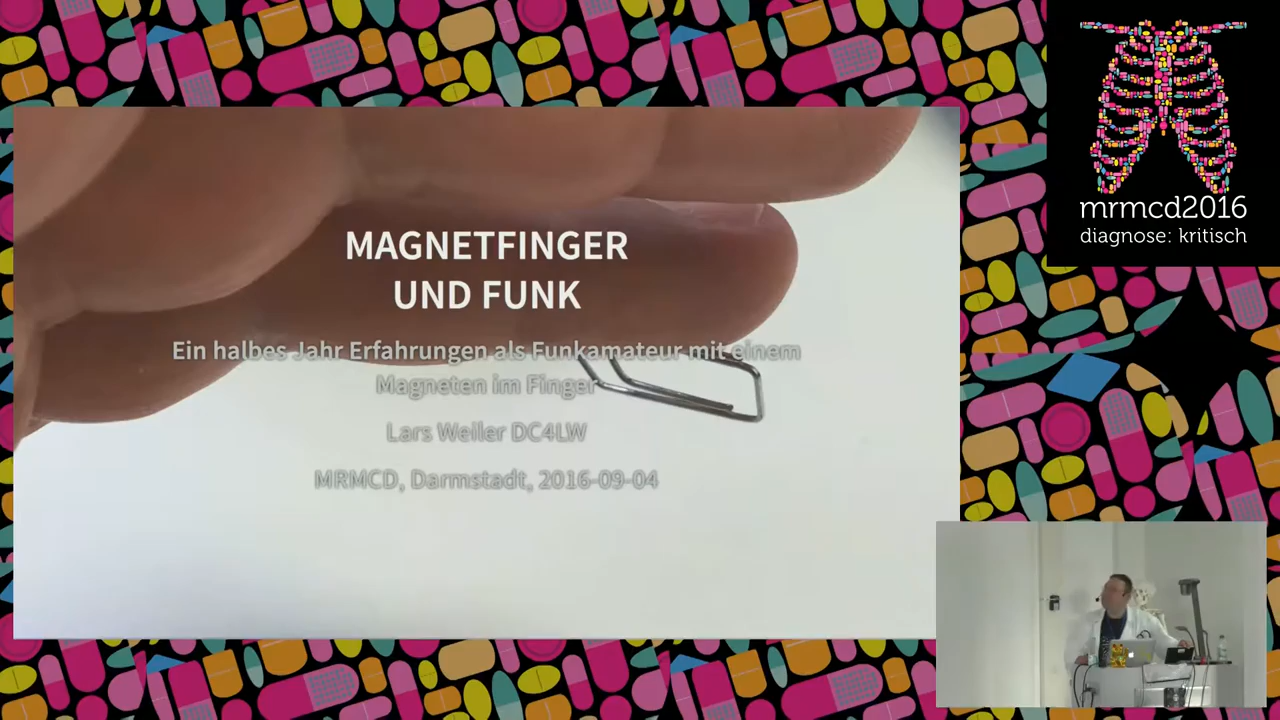 MAGNETFINGER
UND FUNK
Ein halbes Jahr Erfahrungen als Funkamateur mit einem
Magneten im Finger
Lars Weiler DC4LW
MRMCD, Darmstadt, 2016-09-04
mrmcd2016
diagnose: kritisch